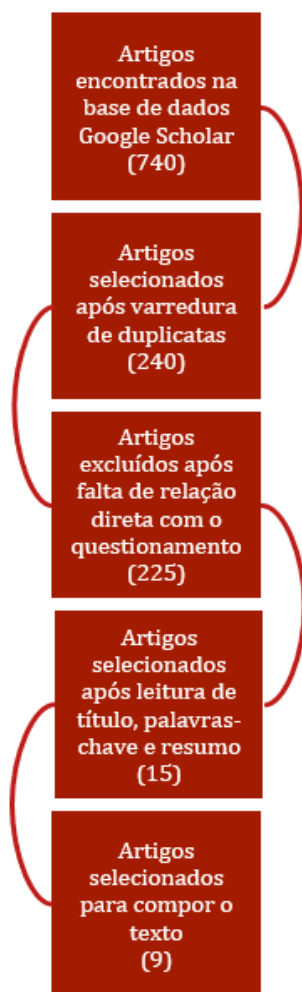 Artigos
encontrados na
base de dados
Google Scholar
(740)
Artigos
selecionados
após varredura
de duplicatas
(240)
Artigos
excluídos após
falta de relação
direta com o
questionamento
(225)
Artigos
selecionados
após leitura de
título, palavras-
chave e resumo
(15)
Artigos
selecionados
para compor o
texto
(9)